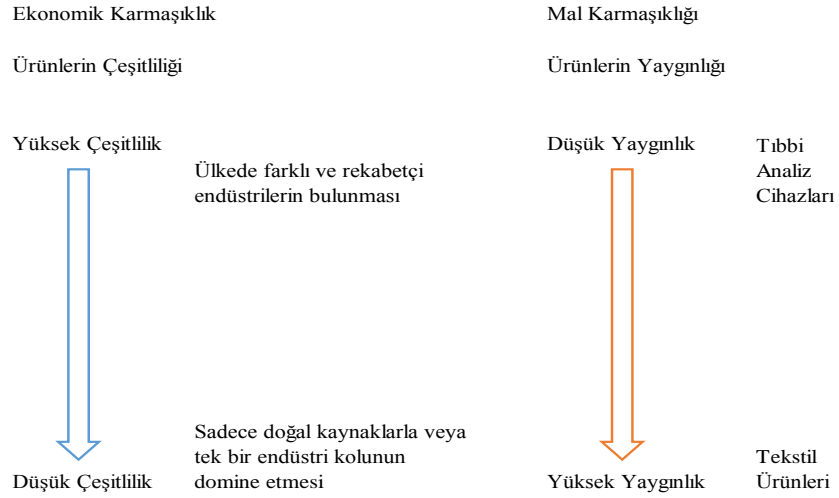 Ekonomik Karmaşıklık
Ürünlerin Çeşitliliği
Yüksek Çeşitlilik
Ülkede farklı ve rekabetçi
endüstrilerin bulunması
Sadece doğal kaynaklarla veya
tek bir endüstri kolunun
domine etmesi
Düşük Çeşitlilik
Mal Karmaşıklığı
Ürünlerin Yaygınlığı
Düşük Yaygınlık
Tıbbi
Analiz
Cihazları
Yüksek Yaygınlık
Tekstil
Ürünleri